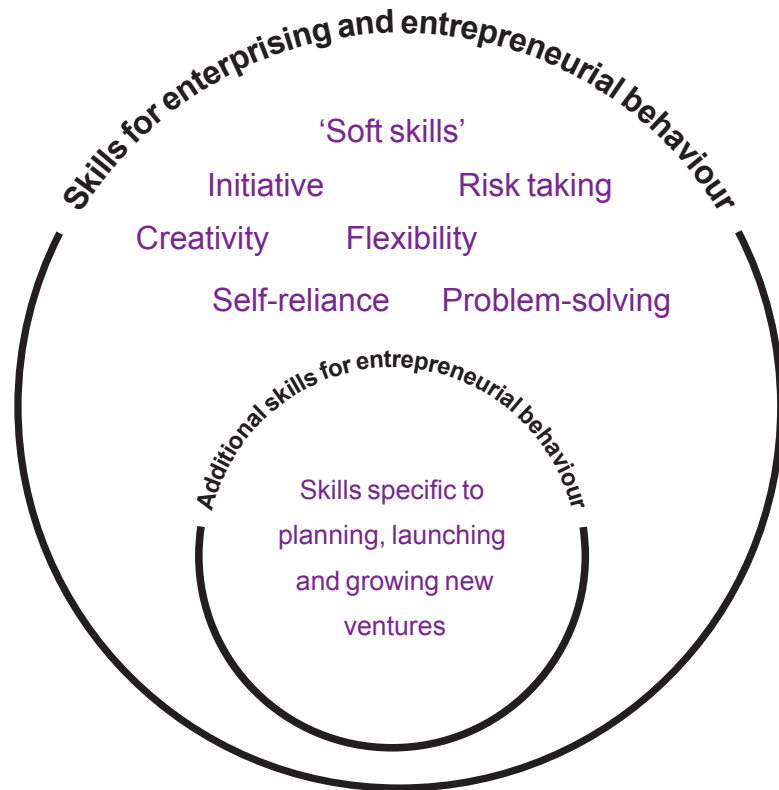 Skills for enterprising and entrepreneurial behaviour
‘Soft skills’
Initiative Risk taking
Creativity Flexibility
Self-reliance Problem-solving
Additional skills for entrepreneurial behaviour
Skills specific to
planning, launching
and growing new
ventures